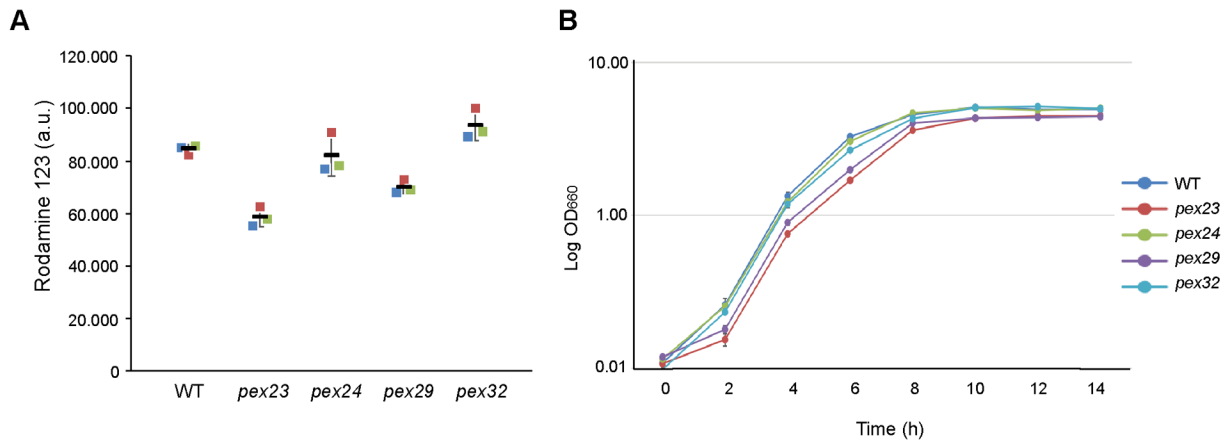 A
120.000
100.000
80.000
60.000
40.000
20.000
0
Rodamine 123 (a.u.)
WT pex23 pex24 pex29 pex32
B
10.00
1.00
0.01
Log OD660
0 2 4 6 8 10 12 14
Time (h)
WT
pex23
pex24
pex29
pex32